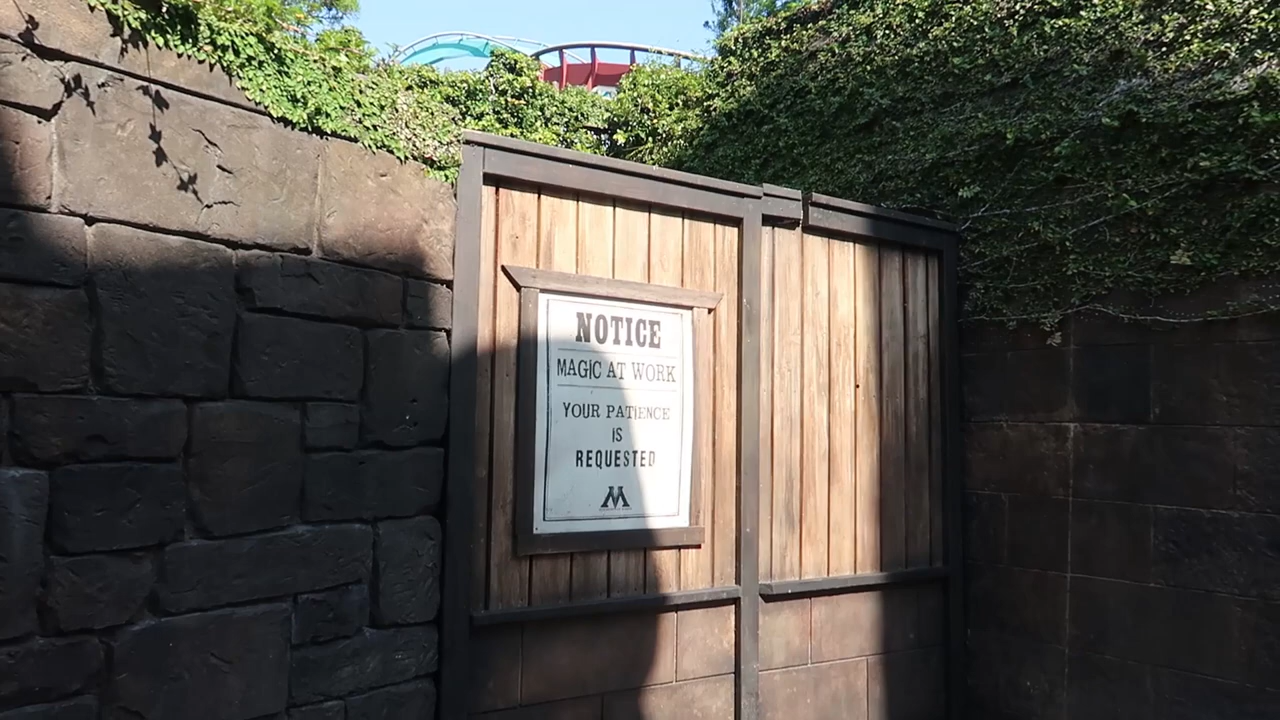 NOTICE
MAGIC AT WORK
YOUR PATIENCE
IS
REQUESTED
M